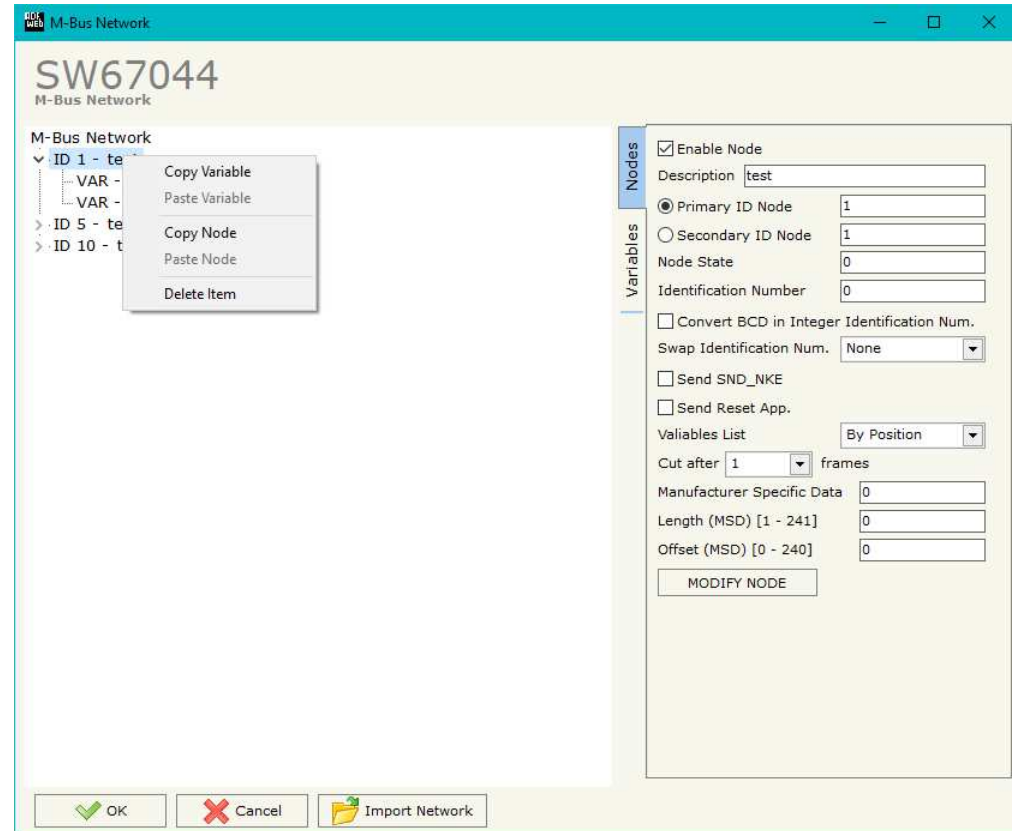 ADF WEB M-Bus Network
SW67044
M-Bus Network
M-Bus Network
ID 1 - test
VAR -
VAR -
ID 5 - te
ID 10 - t
Copy Variable
Paste Variable
Copy Node
Paste Node
Delete Item
Nodes
Variables
Enable Node
Description test
Primary ID Node 1
Secondary ID Node 1
Node State 0
Identification Number 0
Convert BCD in Integer Identification Num.
Swap Identification Num. None
Send SND_NKE
Send Reset App.
Valiables List By Position
Cut after 1 frames
Manufacturer Specific Data 0
Length (MSD) [1 - 241] 0
Offset (MSD) [0 - 240] 0
MODIFY NODE
OK Cancel Import Network